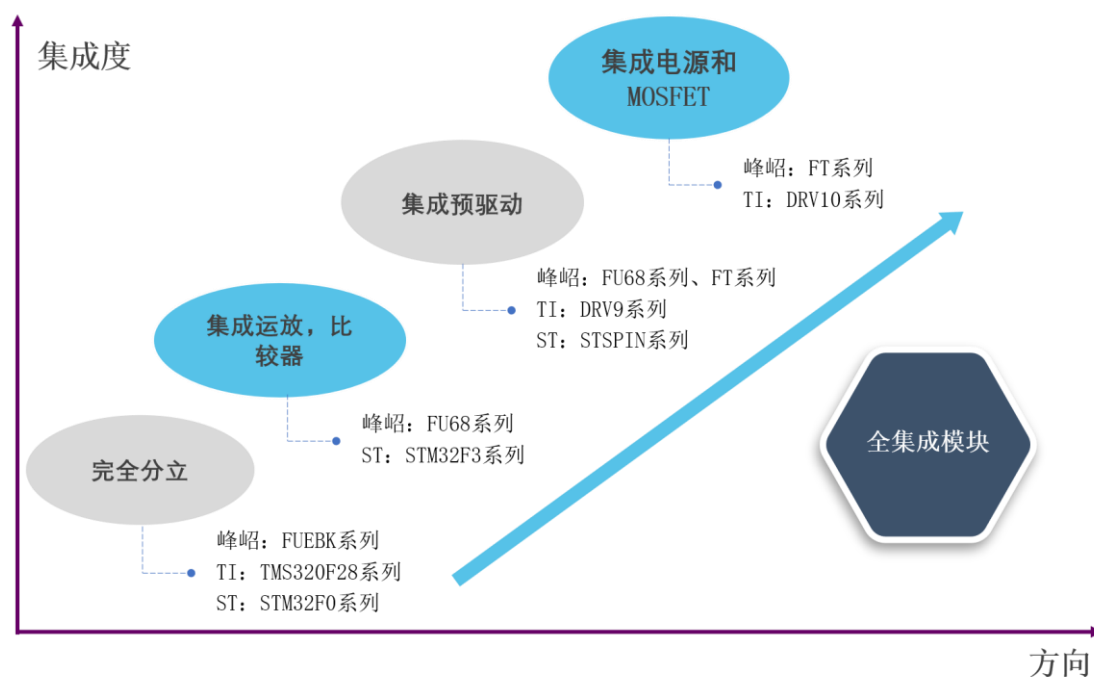 集成度
集成电源和
MOSFET
峰岹: FT系列
TI: DRV10系列
集成预驱动
峰岹: FU68系列、FT系列
TI: DRV9系列
ST: STSPIN系列
集成运放，比
较器
峰岹: FU68系列
ST: STM32F3系列
全集成模块
完全分立
峰岹: FUEBK系列
TI: TMS320F28系列
ST: STM32F0系列
方向